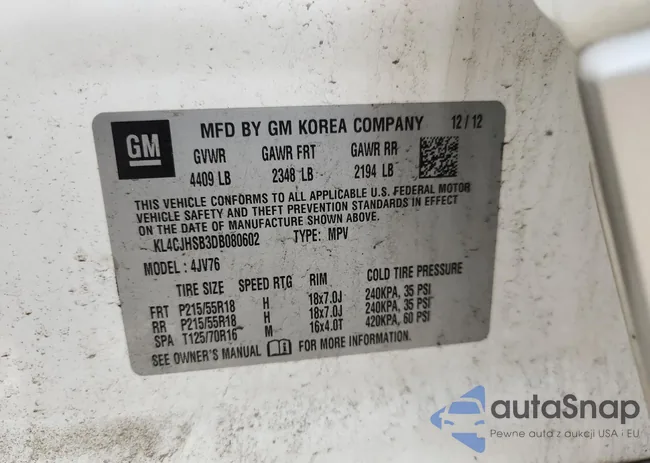 GM
MFD BY GM KOREA COMPANY 12/12
GVWR GAWR FRT GAWR RR
4409 LB 2348 LB 2194 LB
THIS VEHICLE CONFORMS TO ALL APPLICABLE U.S. FEDERAL MOTOR
VEHICLE SAFETY AND THEFT PREVENTION STANDARDS IN EFFECT
ON THE DATE OF MANUFACTURE SHOWN ABOVE.
KL4CJHSB3DB080602 TYPE: MPV
MODEL: 4JV76
TIRE SIZE SPEED RTG RIM COLD TIRE PRESSURE
FRT P215/55R18 H 18x7.0J 240KPA, 35 PSI
RR P215/55R18 H 18x7.0J 240KPA, 35 PSI
SPA T125/70R16 M 16x4.0T 420KPA, 60 PSI
SEE OWNER'S MANUAL FOR MORE INFORMATION.
autaSnap
Pewne auta z aukcji USA i EU